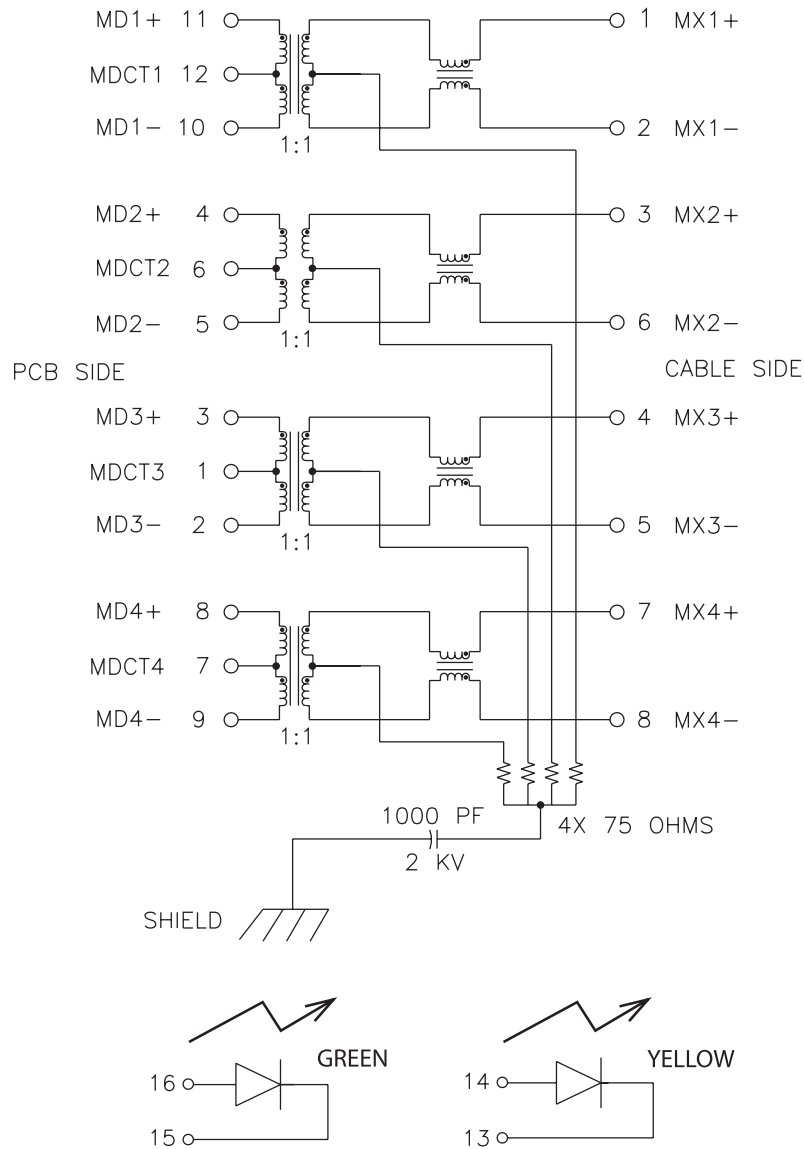 MD1+ 11 1 MX1+
MDCT1 12
MD1- 10 2 MX1-
1:1
MD2+ 4 3 MX2+
MDCT2 6
MD2- 5 6 MX2-
1:1
PCB SIDE CABLE SIDE
MD3+ 3 4 MX3+
MDCT3 1
MD3- 2 5 MX3-
1:1
MD4+ 8 7 MX4+
MDCT4 7
MD4- 9 8 MX4-
1:1
1000 PF 4X 75 OHMS
2 KV
SHIELD
GREEN YELLOW
16 14
15 13